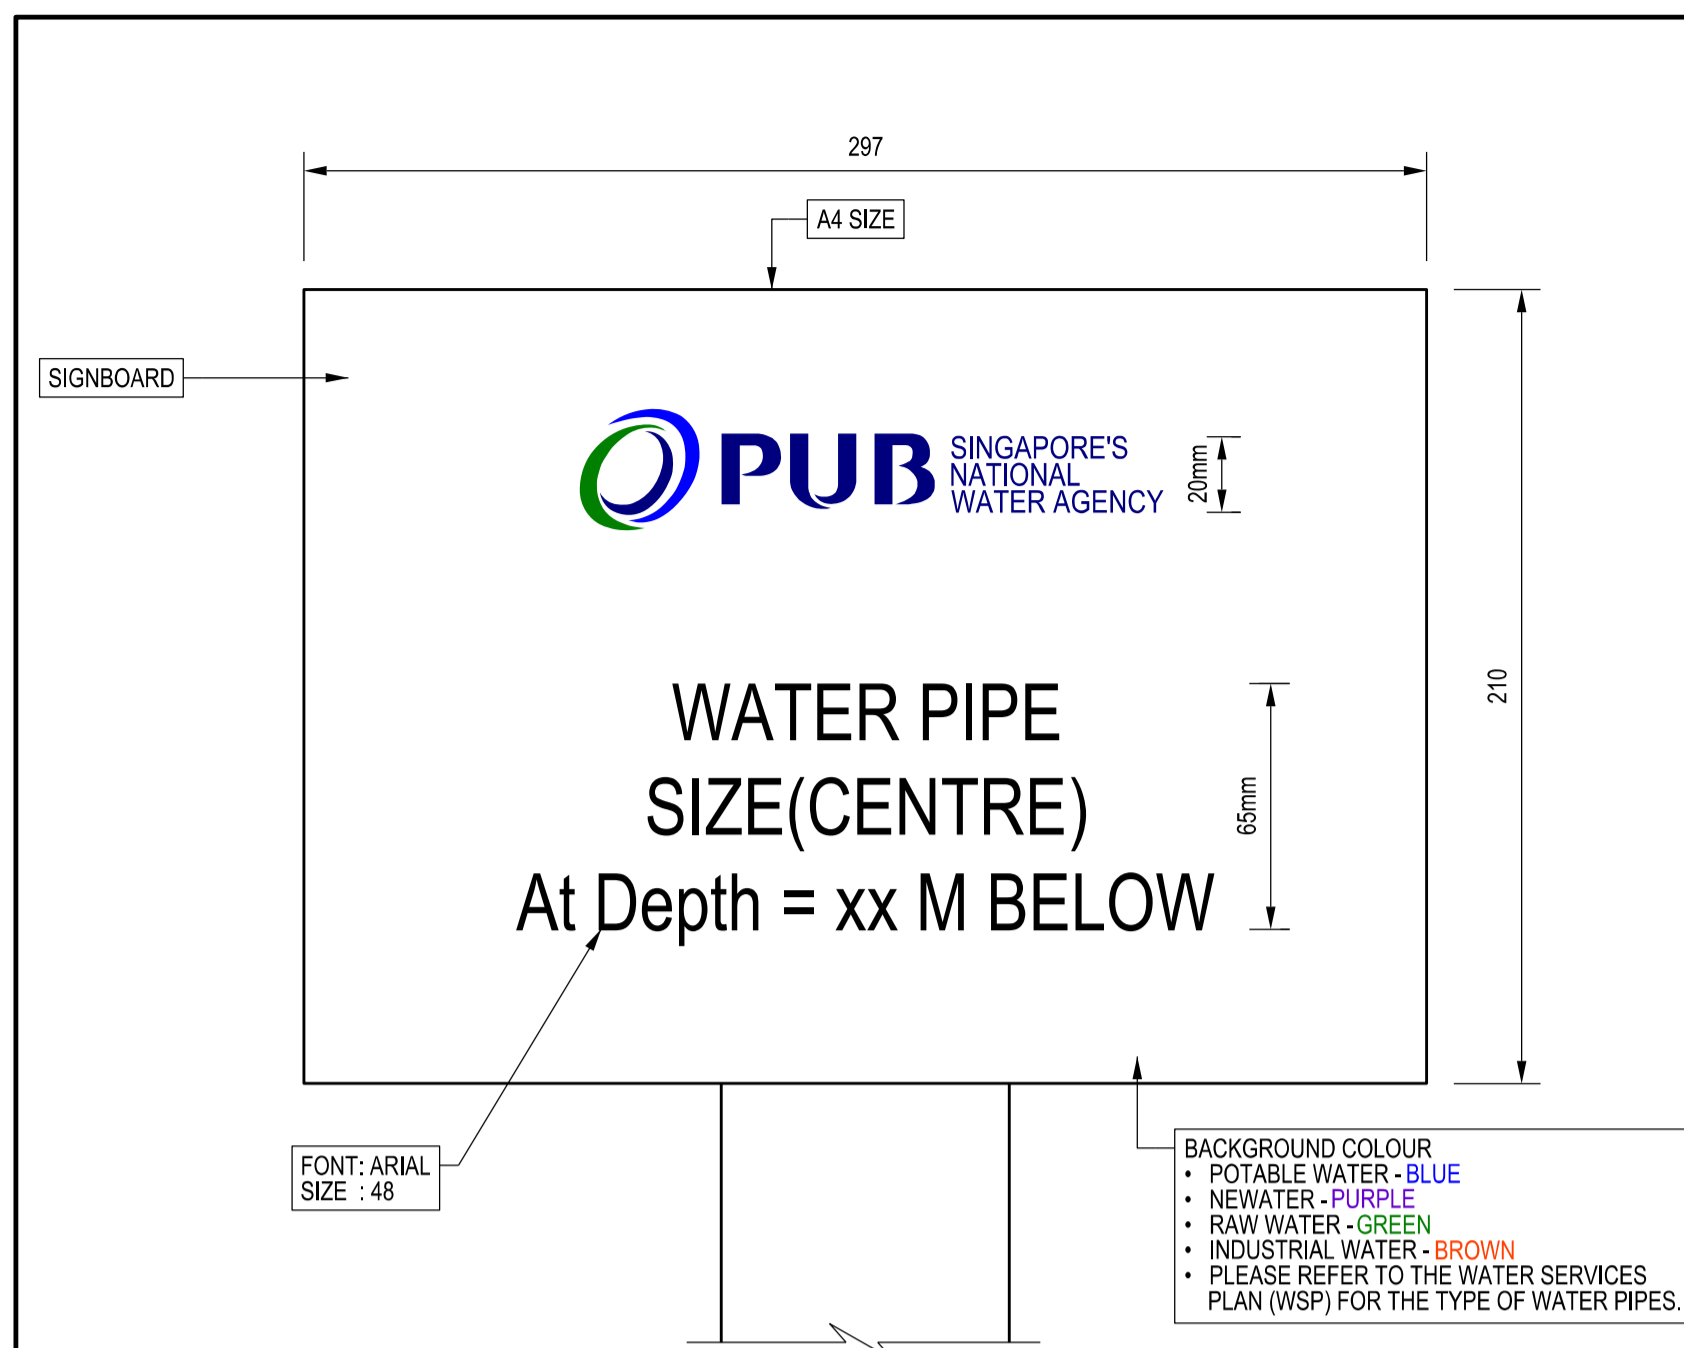 297
A4 SIZE
SIGNBOARD
PUB
SINGAPORE'S
NATIONAL
WATER AGENCY
20mm
WATER PIPE
SIZE(CENTRE)
At Depth = xx M BELOW
65mm
210
FONT: ARIAL
SIZE : 48
BACKGROUND COLOUR
• POTABLE WATER - BLUE
• NEWATER - PURPLE
• RAW WATER - GREEN
• INDUSTRIAL WATER - BROWN
• PLEASE REFER TO THE WATER SERVICES
PLAN (WSP) FOR THE TYPE OF WATER PIPES.